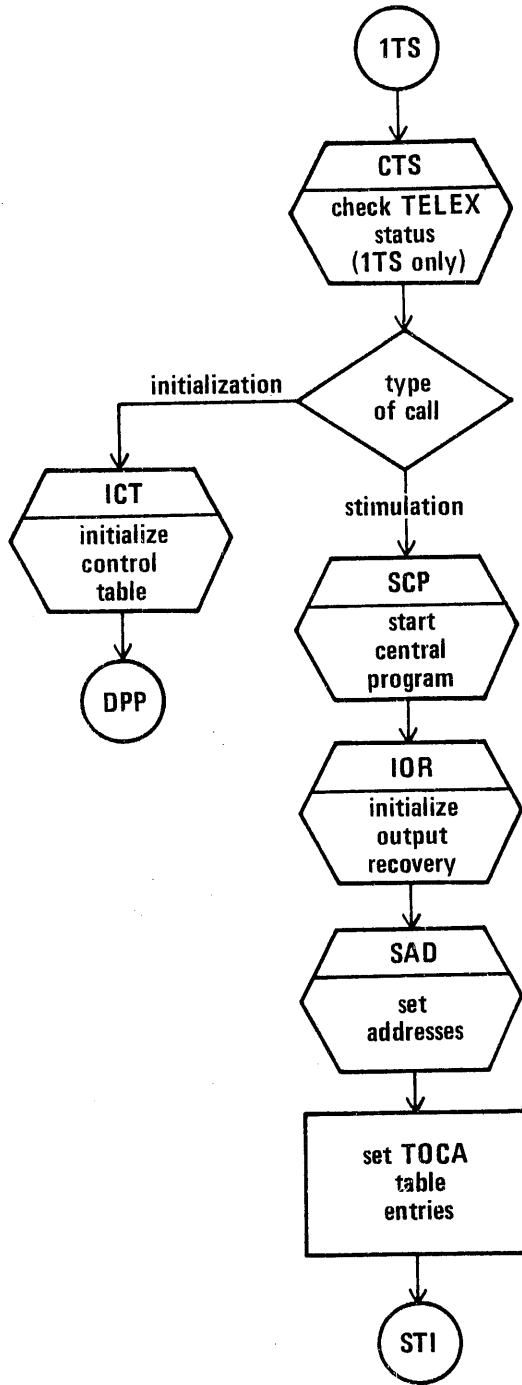 1TS
CTS
check TELEX
status
(1TS only)
type
of call
initialization
ICT
initialize
control
table
DPP
stimulation
SCP
start
central
program
IOR
initialize
output
recovery
SAD
set
addresses
set TOCA
table
entries
STI